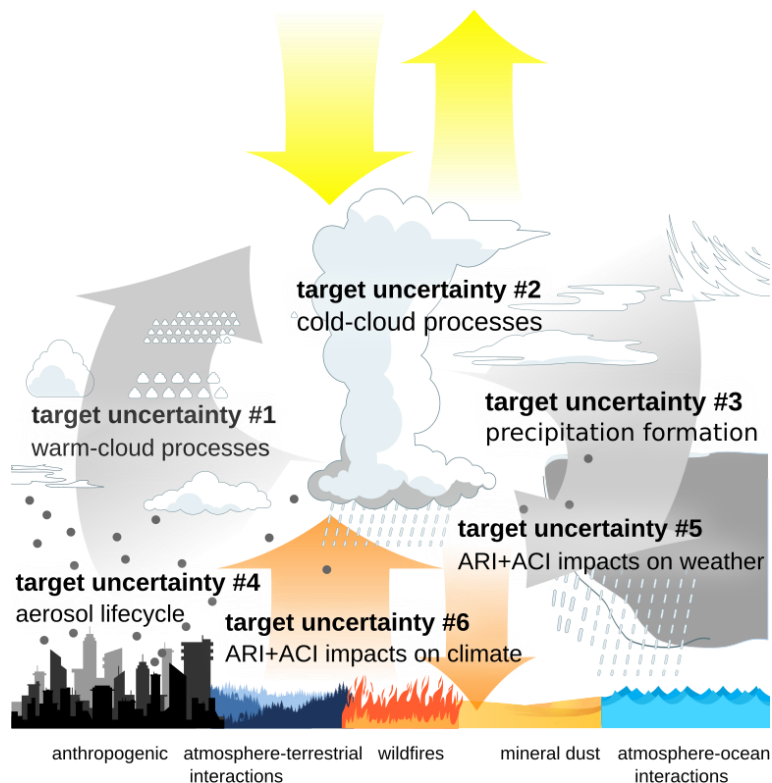 target uncertainty #2
cold-cloud processes
target uncertainty #1
warm-cloud processes
target uncertainty #3
precipitation formation
target uncertainty #5
ARI+ACI impacts on weather
target uncertainty #4
aerosol lifecycle
target uncertainty #6
ARI+ACI impacts on climate
anthropogenic
atmosphere-terrestrial
interactions
wildfires
mineral dust
atmosphere-ocean
interactions